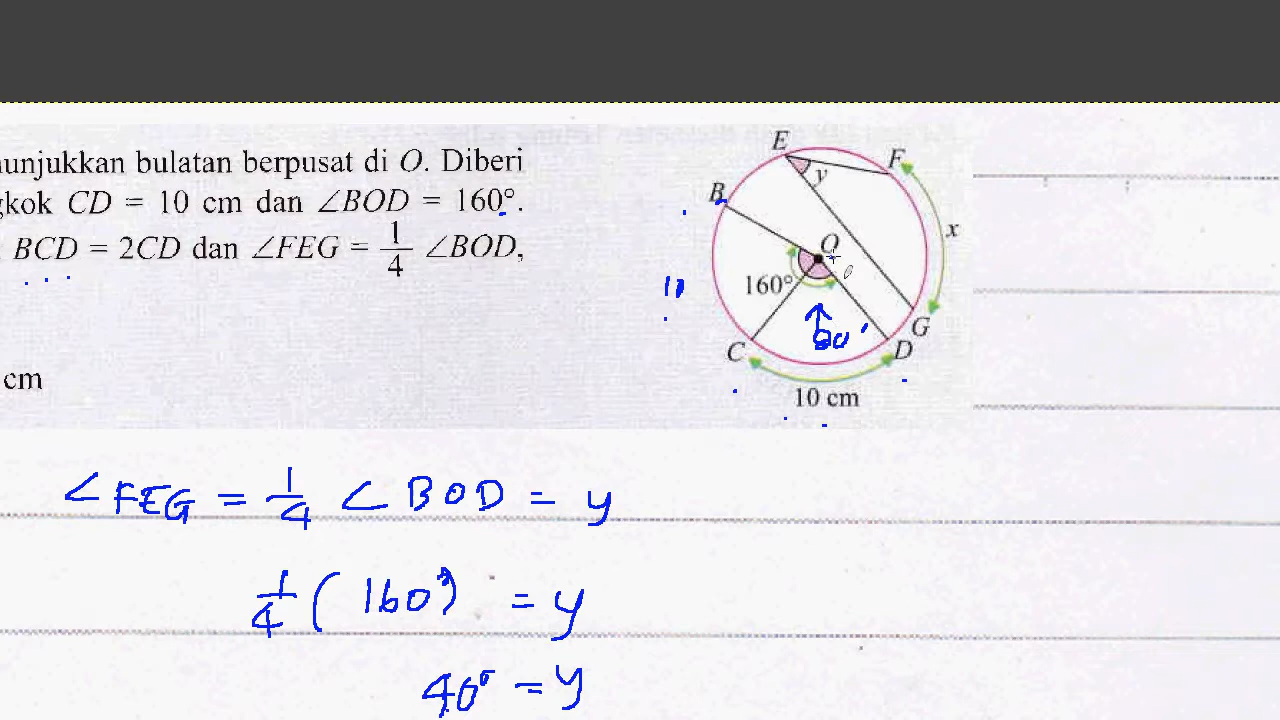 unjukkan bulatan berpusat di O. Diberi
gkok CD = 10 cm dan ∠BOD = 160°.
BCD = 2CD dan ∠FEG = 1/4 ∠BOD,
cm
E
F
y
B
x
O
θ
160°
G
80°
C
D
10 cm
∠FEG = 1/4 ∠BOD = y
1/4 (160°) = y
40° = y